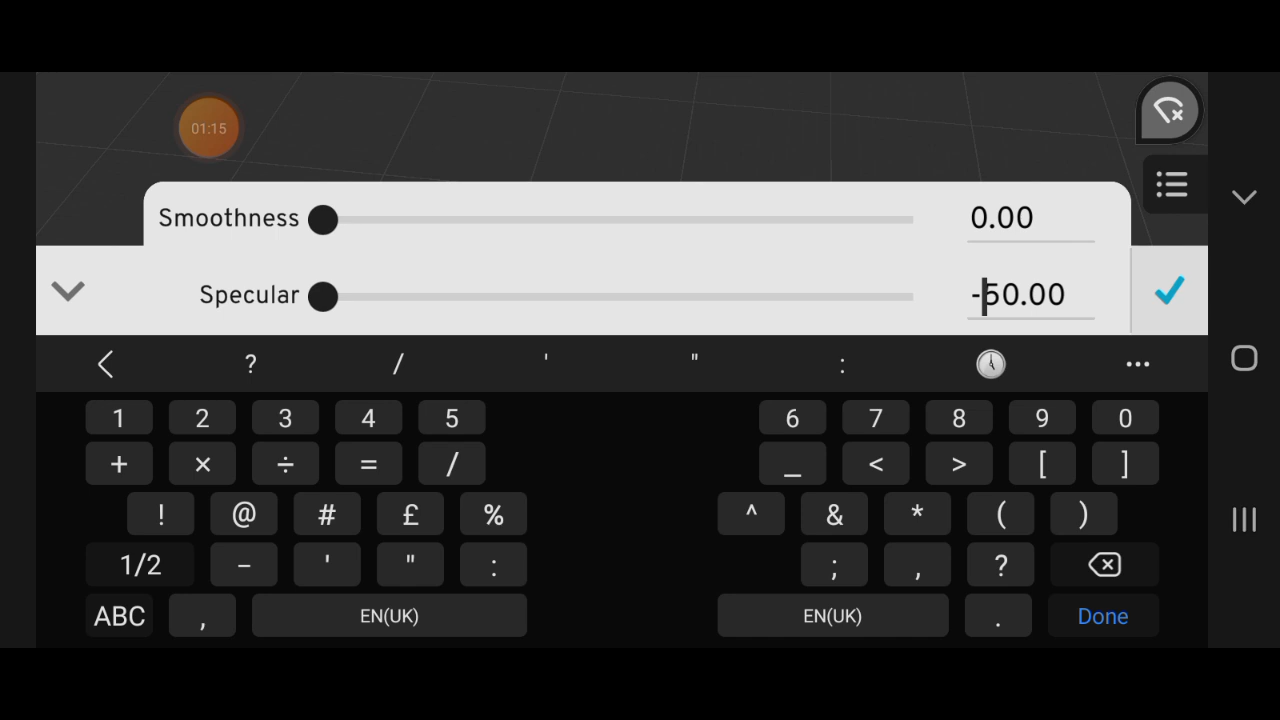 01:15
Smoothness 0.00
Specular -50.00
? / ' " :
1 2 3 4 5 6 7 8 9 0
+ × ÷ = / _ < > [ ]
! @ # £ % ^ & * ( )
1/2 - ' " : ; , ?
ABC , EN(UK) EN(UK) . Done